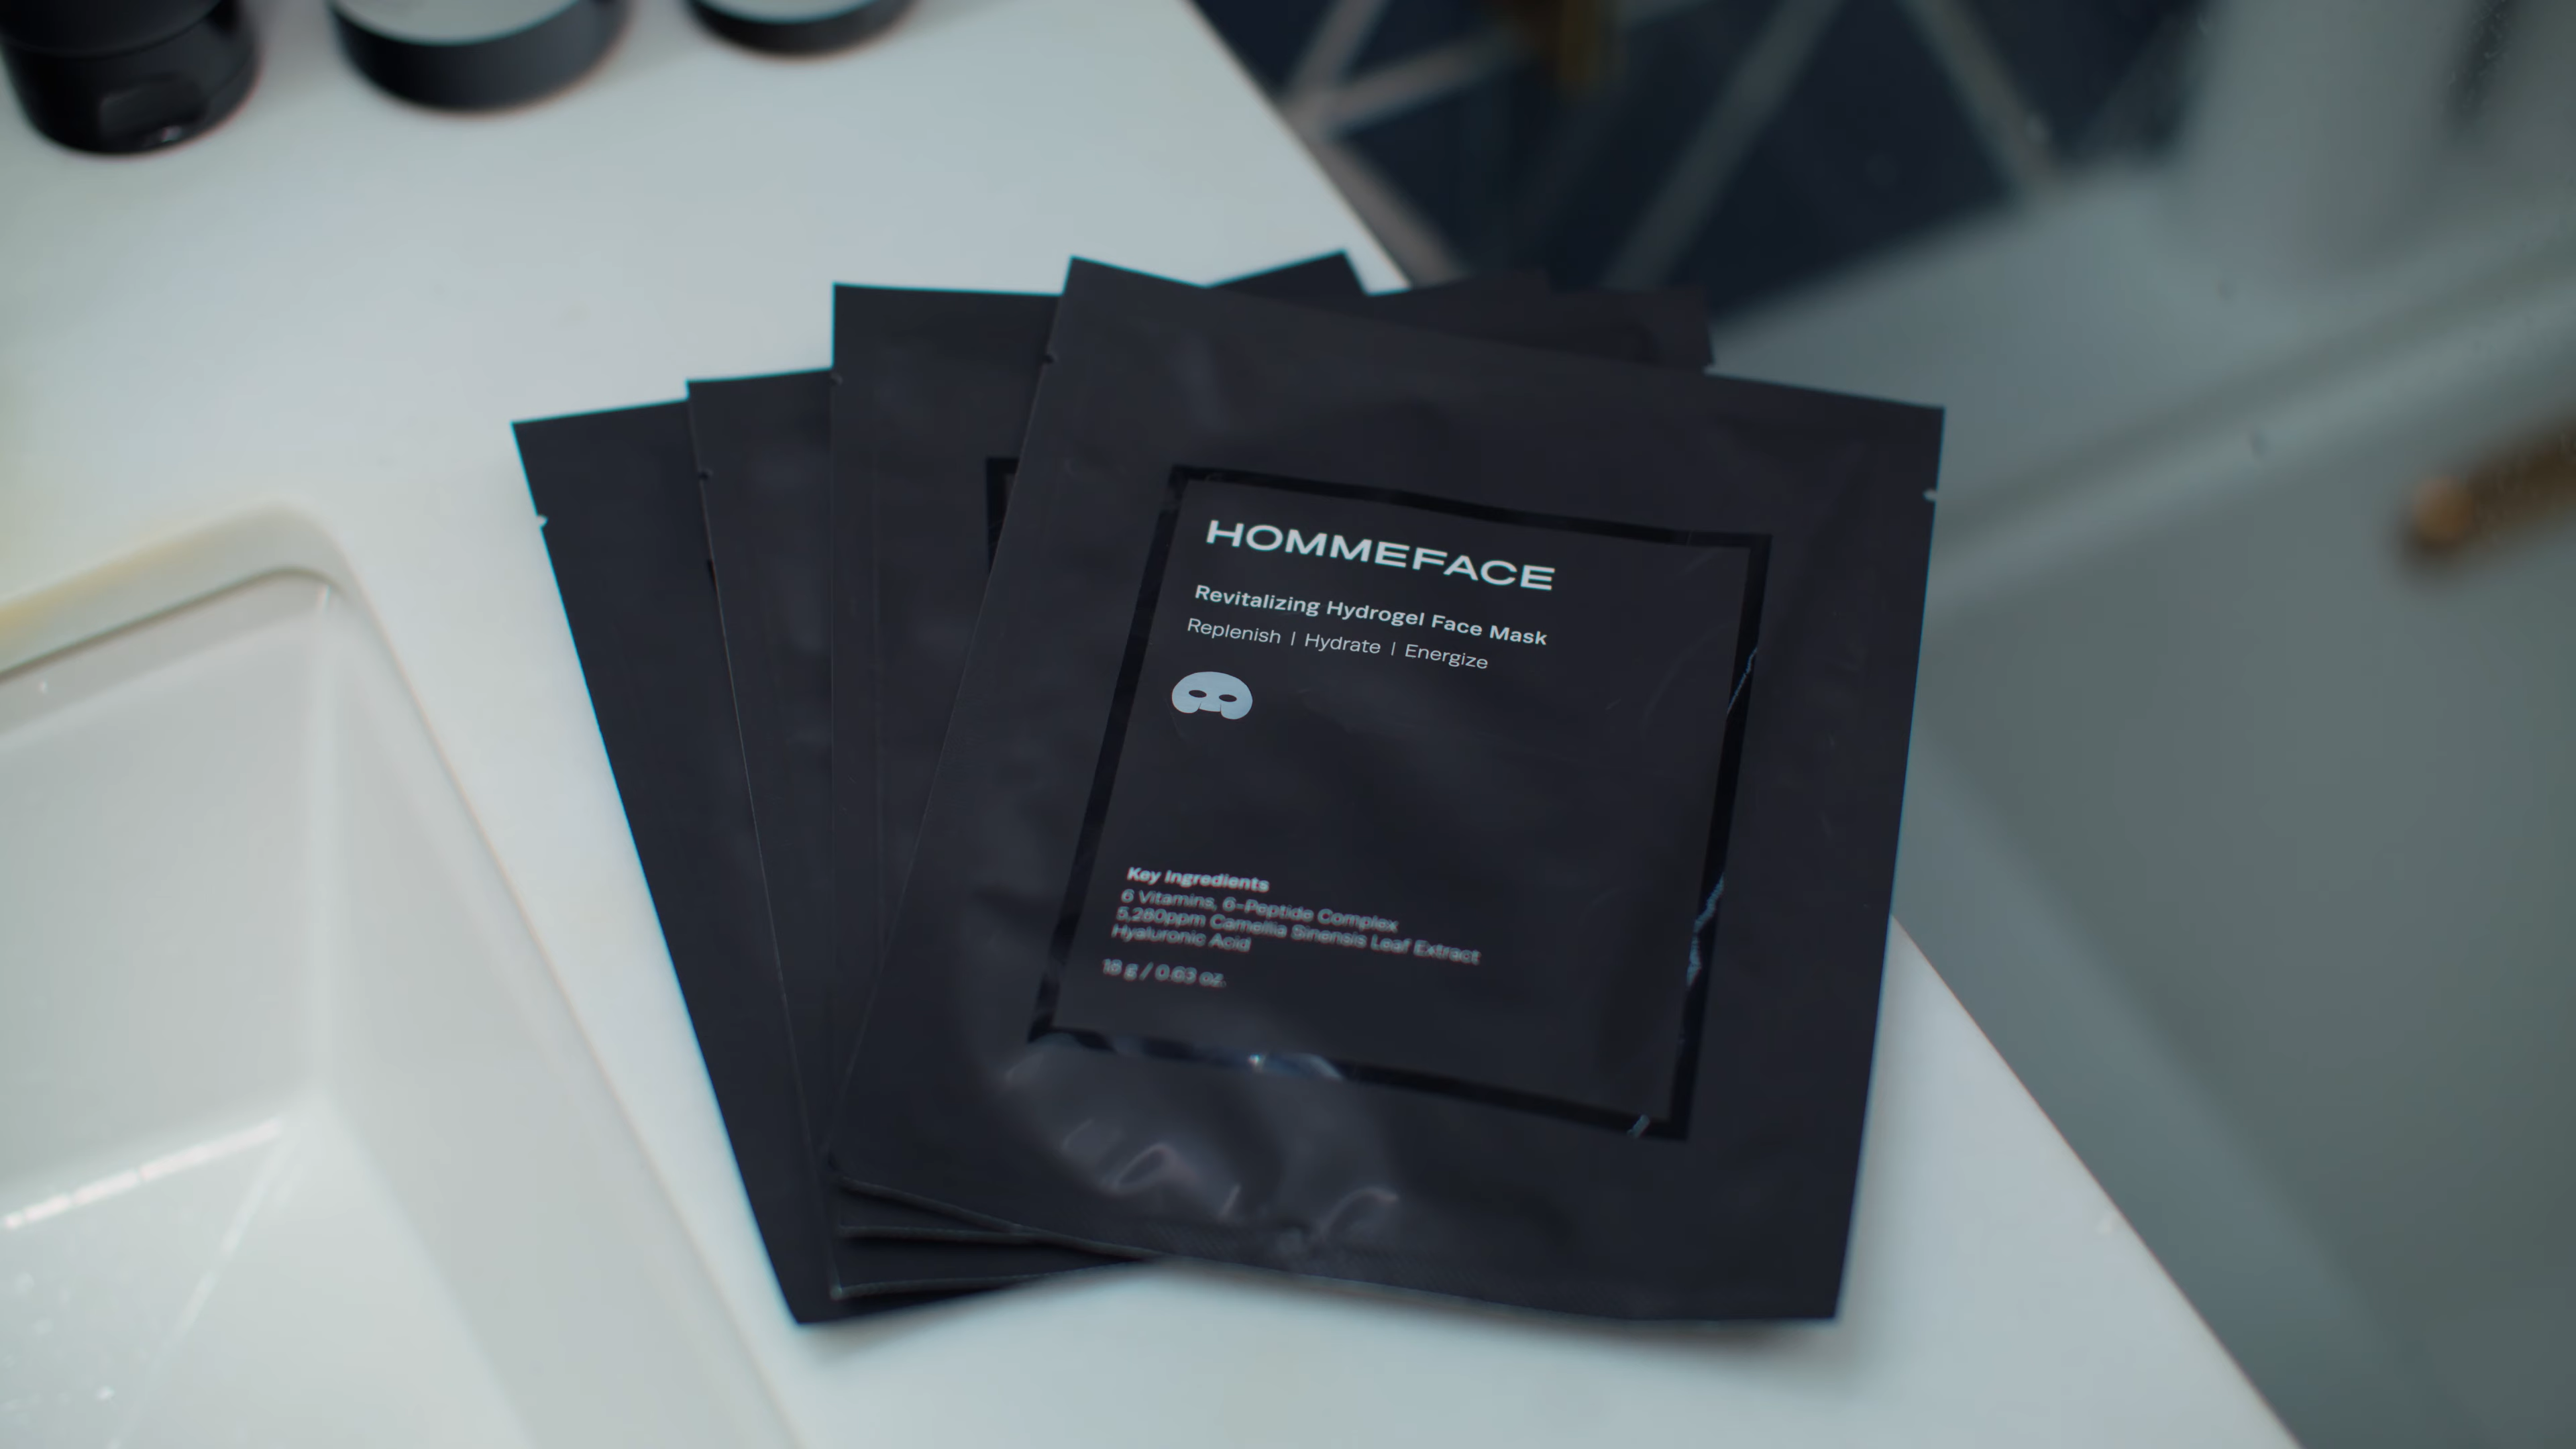 HOMMEFACE
Revitalizing Hydrogel Face Mask
Replenish | Hydrate | Energize
Key Ingredients
6 Vitamins, 6-Peptide Complex
5,280ppm Camellia Sinensis Leaf Extract
Hyaluronic Acid
18 g / 0.63 oz.